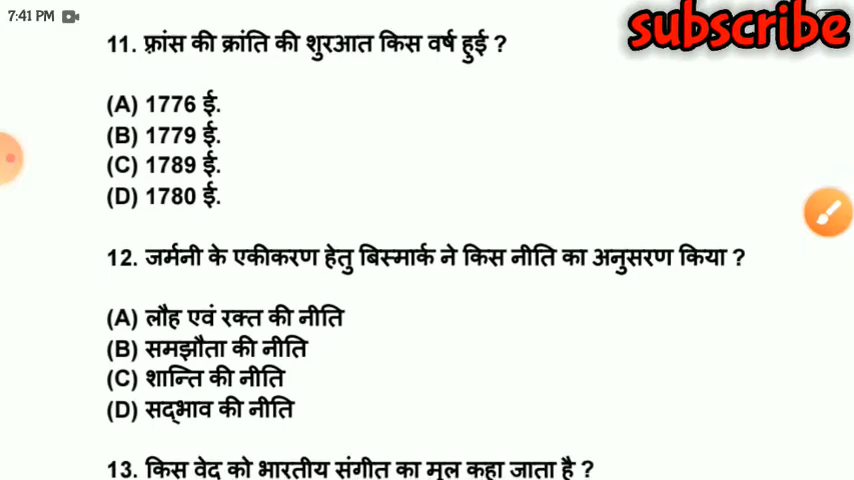 7:41 PM
subscribe
11. फ़्रांस की क्रांति की शुरआत किस वर्ष हुई ?
(A) 1776 ई.
(B) 1779 ई.
(C) 1789 ई.
(D) 1780 ई.
12. जर्मनी के एकीकरण हेतु बिस्मार्क ने किस नीति का अनुसरण किया ?
(A) लौह एवं रक्त की नीति
(B) समझौता की नीति
(C) शान्ति की नीति
(D) सद्‌भाव की नीति
13. किस वेद को भारतीय संगीत का मूल कहा जाता है ?